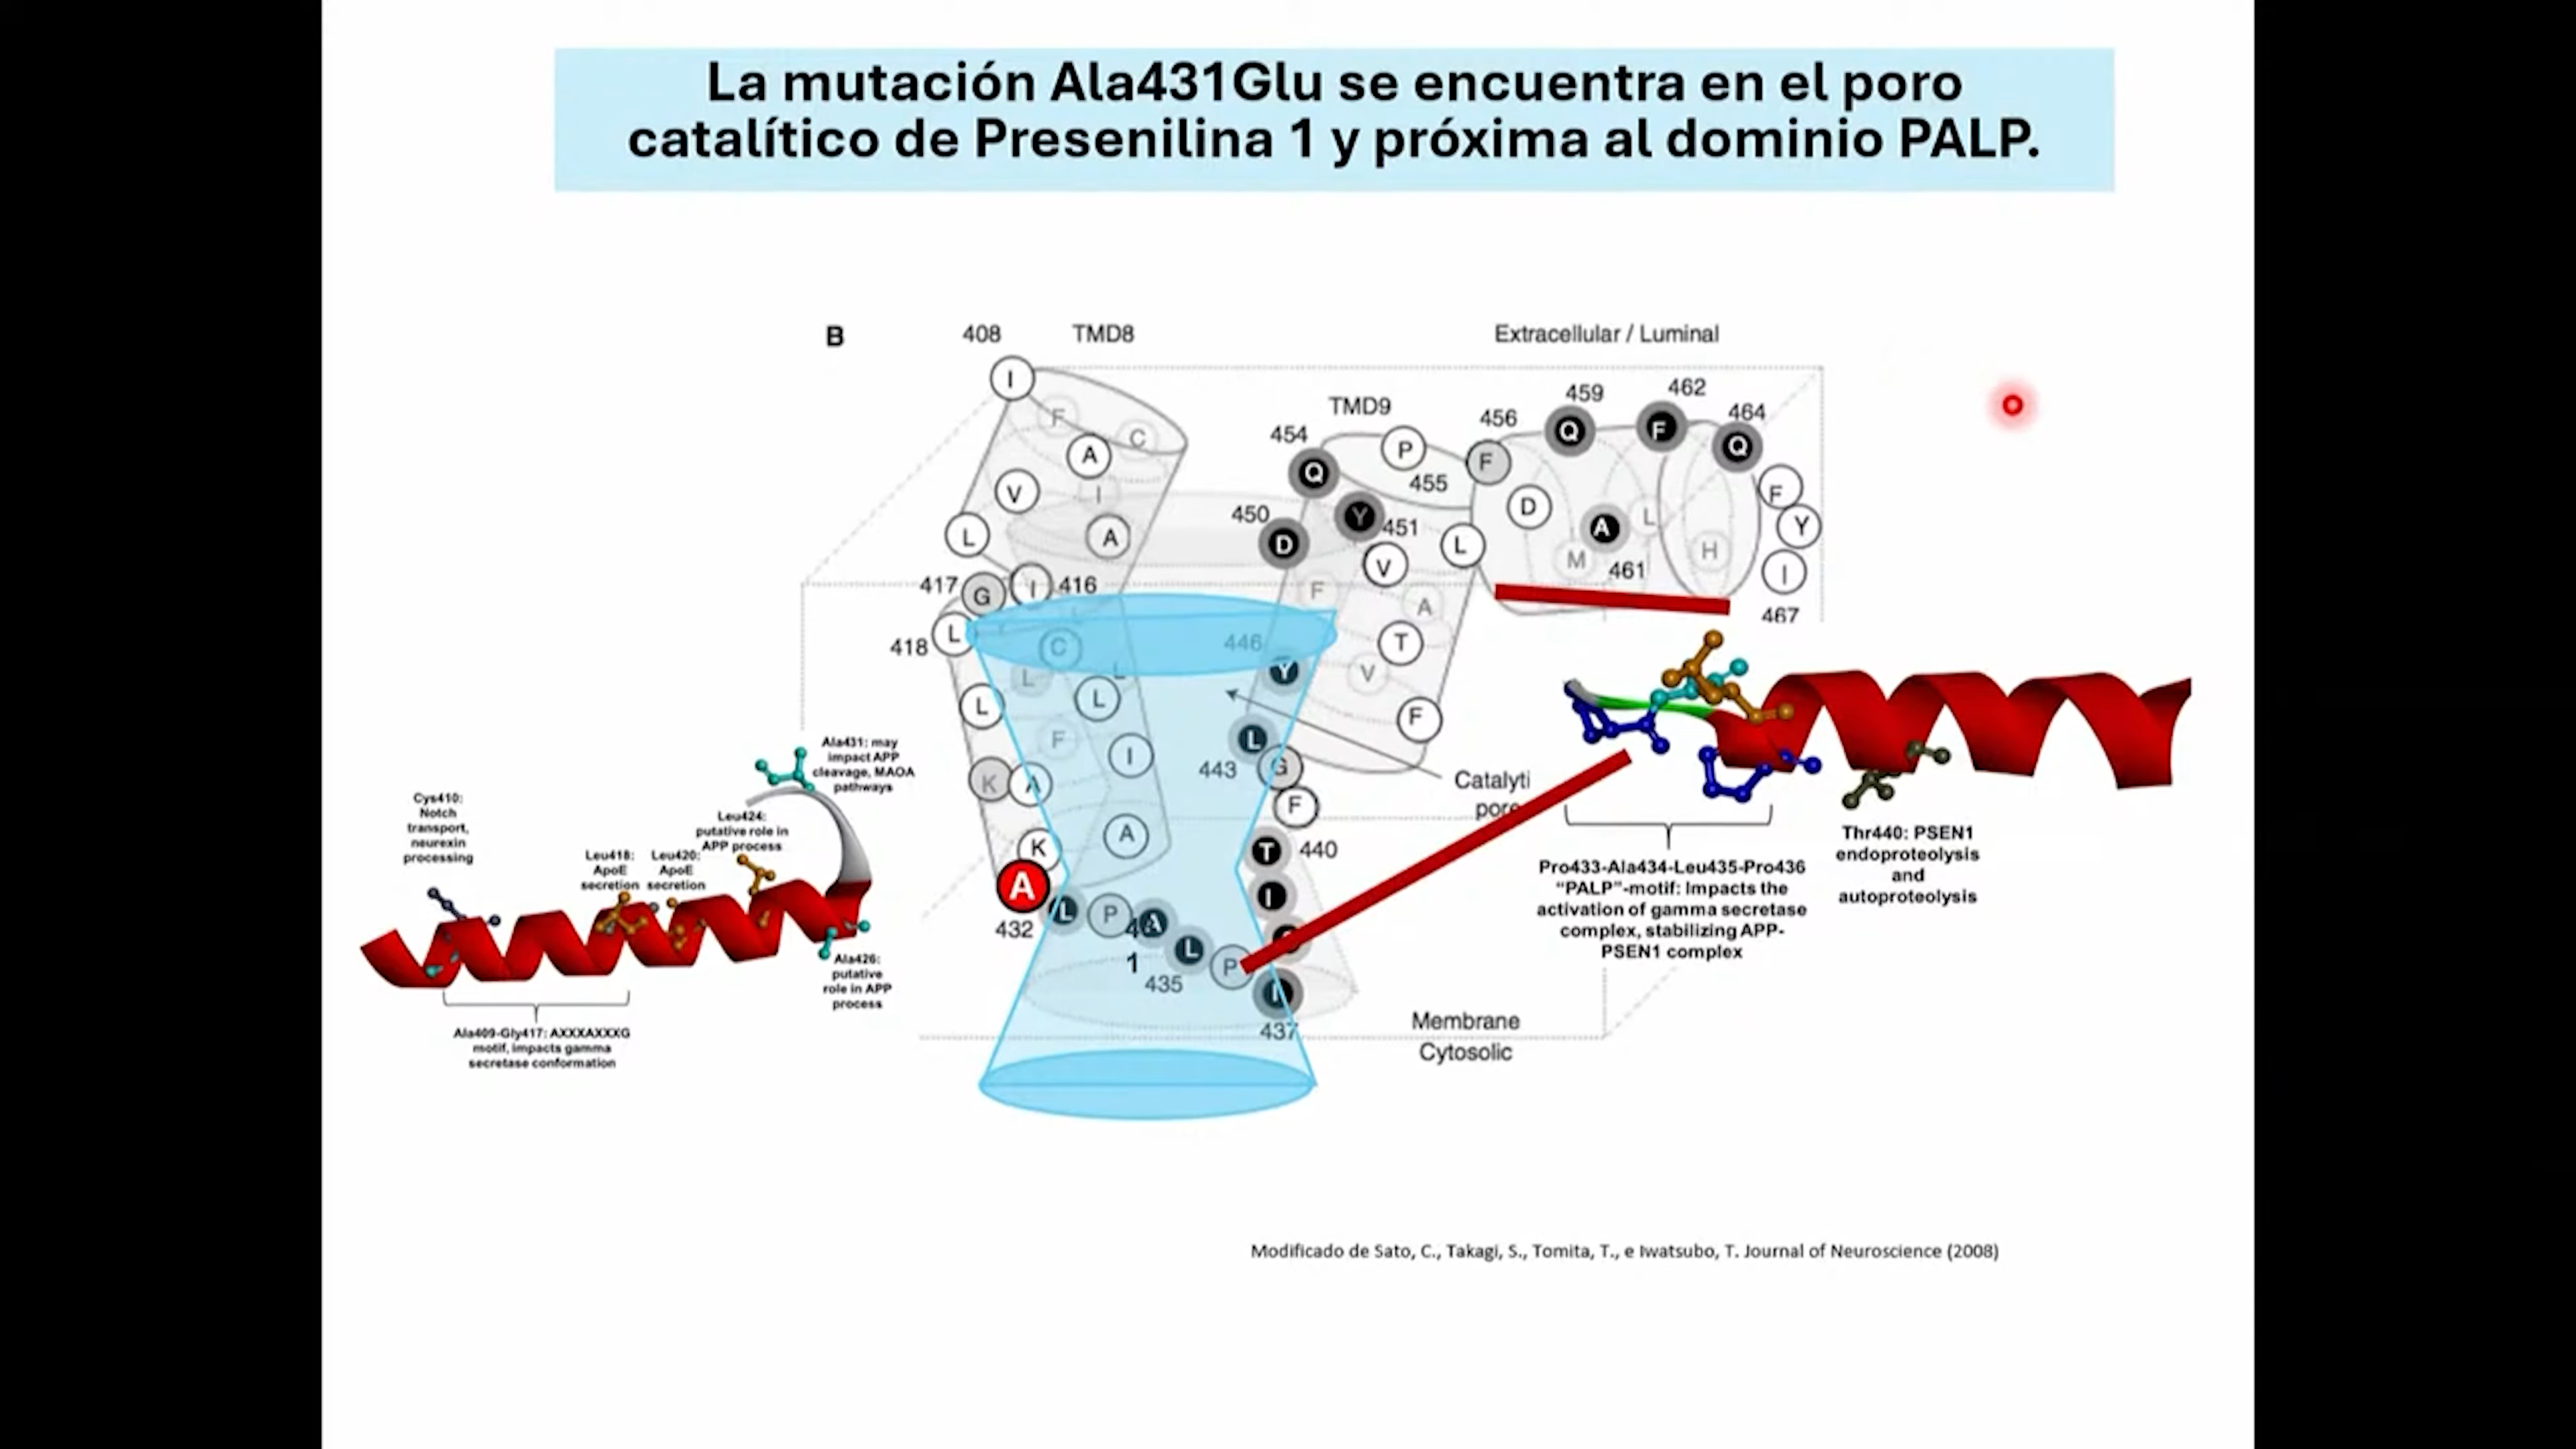 La mutación Ala431Glu se encuentra en el poro
catalítico de Presenilina 1 y próxima al dominio PALP.
B
408
TMD8
Extracellular / Luminal
I
F
C
A
V
I
L
A
417
G
I
416
418
L
C
L
L
L
L
F
I
K
A
A
K
A
432
L
P
A
4
1
L
435
P
TMD9
454
Q
P
455
456
F
459
Q
462
F
464
Q
450
D
Y
451
V
L
D
A
461
L
M
H
F
Y
I
467
F
A
446
Y
T
V
F
L
443
G
F
Catalyti
pore
T
440
I
437
Membrane
Cytosolic
Cys410:
Notch
transport,
neurexin
processing
Leu418:
ApoE
secretion
Leu420:
ApoE
secretion
Leu424:
putative role in
APP process
Ala431: may
impact APP
cleavage, MAOA
pathways
Ala426:
putative
role in APP
process
Ala409-Gly417: AXXXAXXXG
motif, impacts gamma
secretase conformation
Pro433-Ala434-Leu435-Pro436
“PALP”-motif: Impacts the
activation of gamma secretase
complex, stabilizing APP-
PSEN1 complex
Thr440: PSEN1
endoproteolysis
and
autoproteolysis
Modificado de Sato, C., Takagi, S., Tomita, T., e Iwatsubo, T. Journal of Neuroscience (2008)